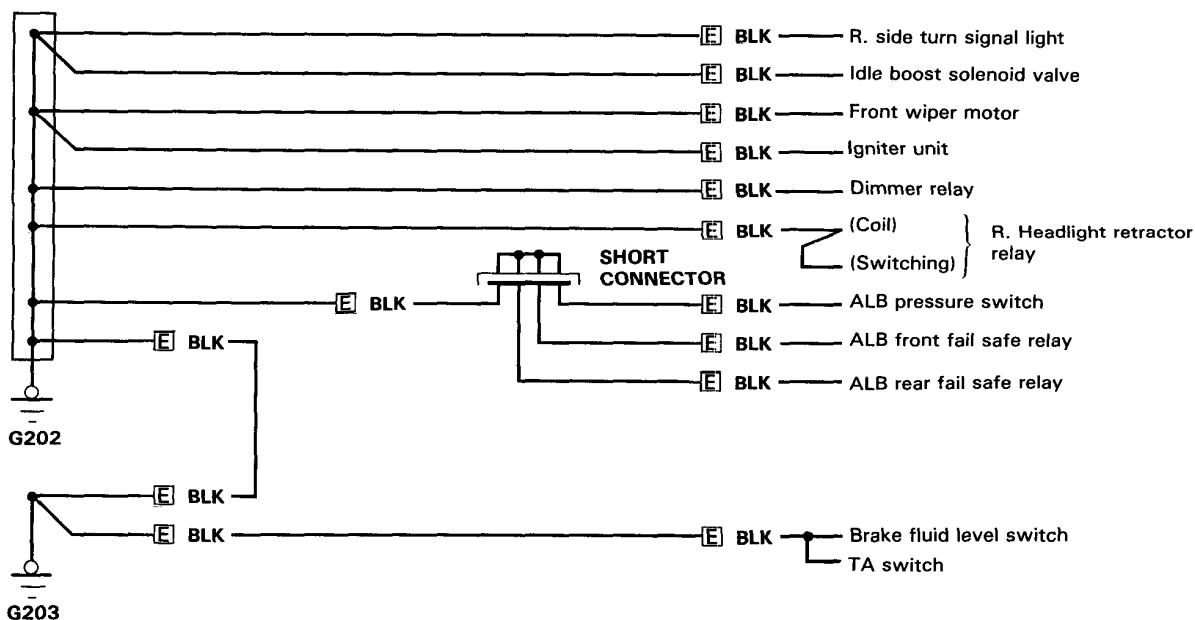 E BLK R. side turn signal light
E BLK Idle boost solenoid valve
E BLK Front wiper motor
E BLK Igniter unit
E BLK Dimmer relay
E BLK (Coil)
(Switching)
R. Headlight retractor
relay
SHORT
CONNECTOR
E BLK E BLK ALB pressure switch
E BLK E BLK ALB front fail safe relay
E BLK ALB rear fail safe relay
G202
E BLK
E BLK E BLK Brake fluid level switch
TA switch
G203